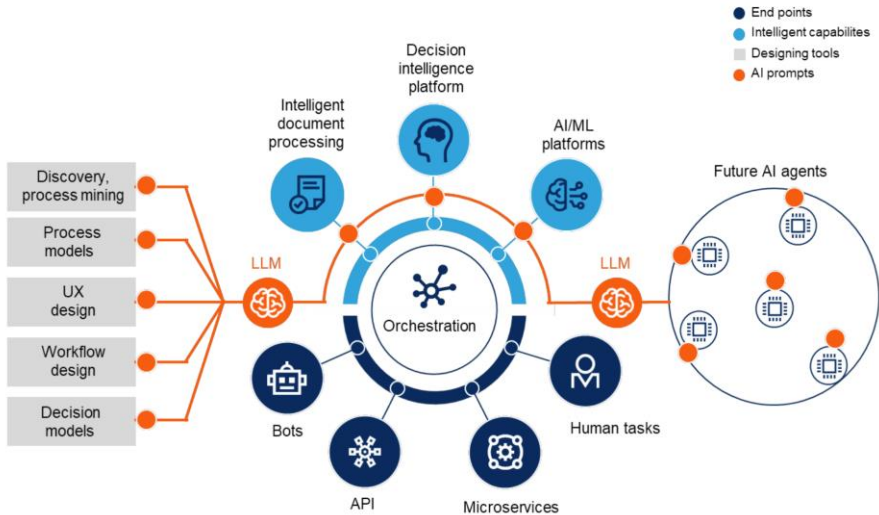 End points
Intelligent capabilites
Designing tools
AI prompts
Decision
intelligence
platform
Intelligent
document
processing
AI/ML
platforms
Discovery,
process mining
Process
models
UX
design
Workflow
design
Decision
models
LLM
Orchestration
LLM
Future AI agents
Bots
API
Microservices
Human tasks